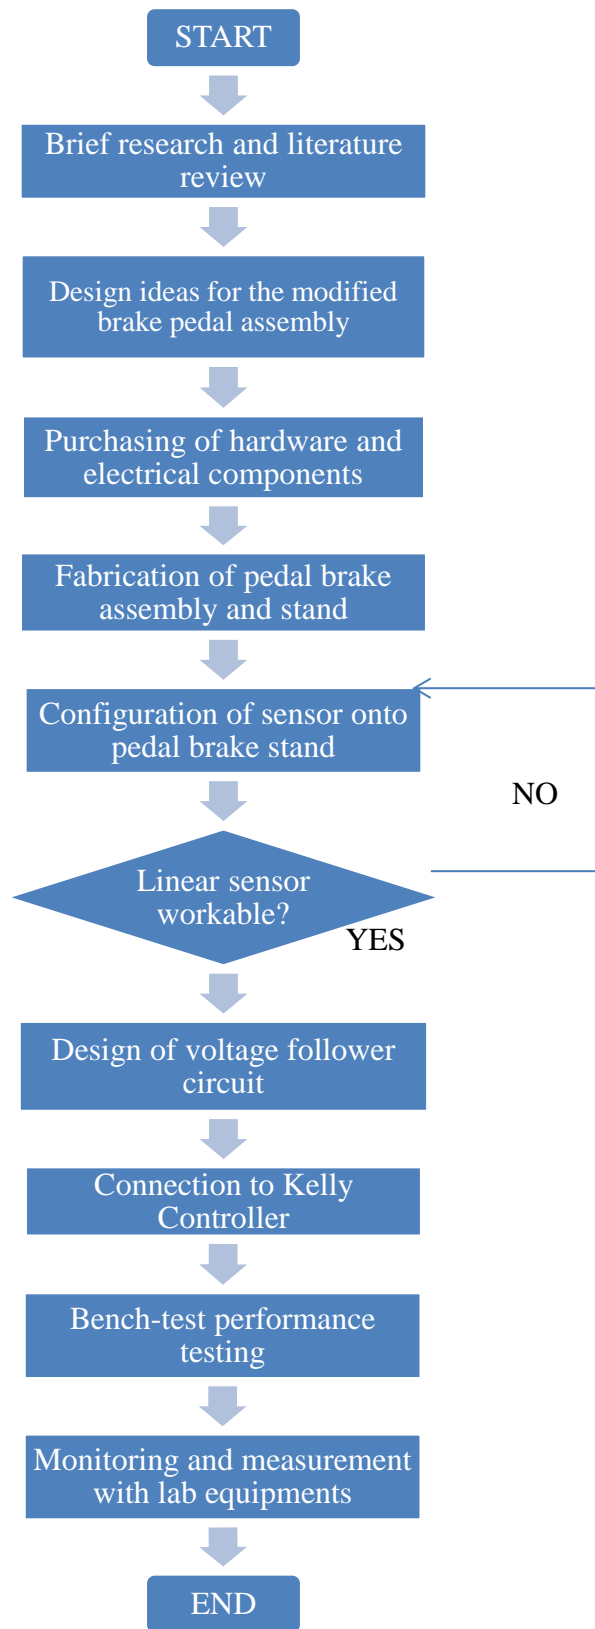 START
Brief research and literature
review
Design ideas for the modified
brake pedal assembly
Purchasing of hardware and
electrical components
Fabrication of pedal brake
assembly and stand
Configuration of sensor onto
pedal brake stand
NO
Linear sensor
workable?
YES
Design of voltage follower
circuit
Connection to Kelly
Controller
Bench-test performance
testing
Monitoring and measurement
with lab equipments
END